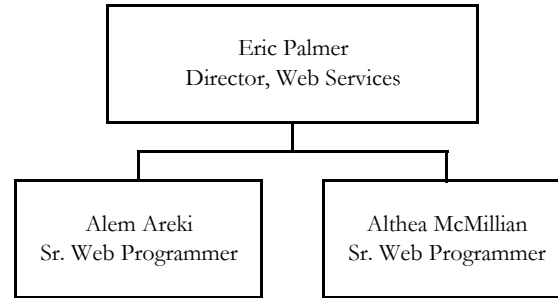 Eric Palmer
Director, Web Services
Alem Areki
Sr. Web Programmer
Althea McMillian
Sr. Web Programmer